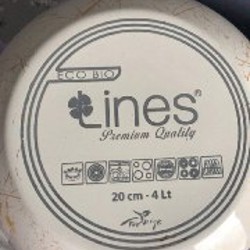 ECO BIO
Lines®
Premium Quality
20 cm - 4 Lt